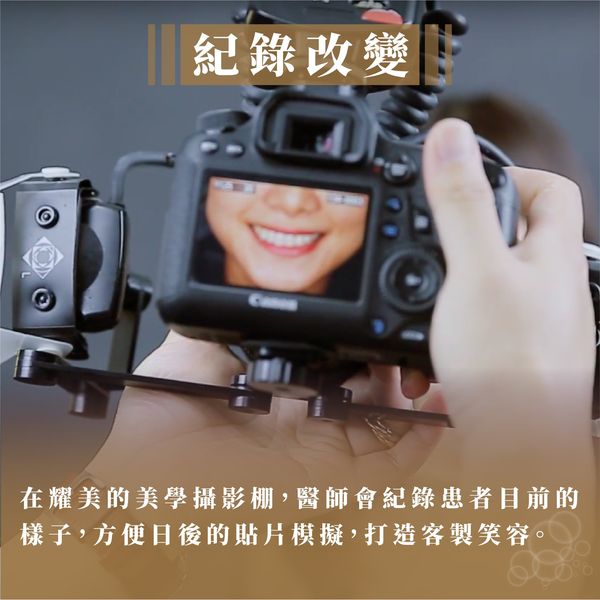 紀錄改變
Canon
L
在耀美的美學攝影棚，醫師會紀錄患者目前的
樣子，方便日後的貼片模擬，打造客製笑容。